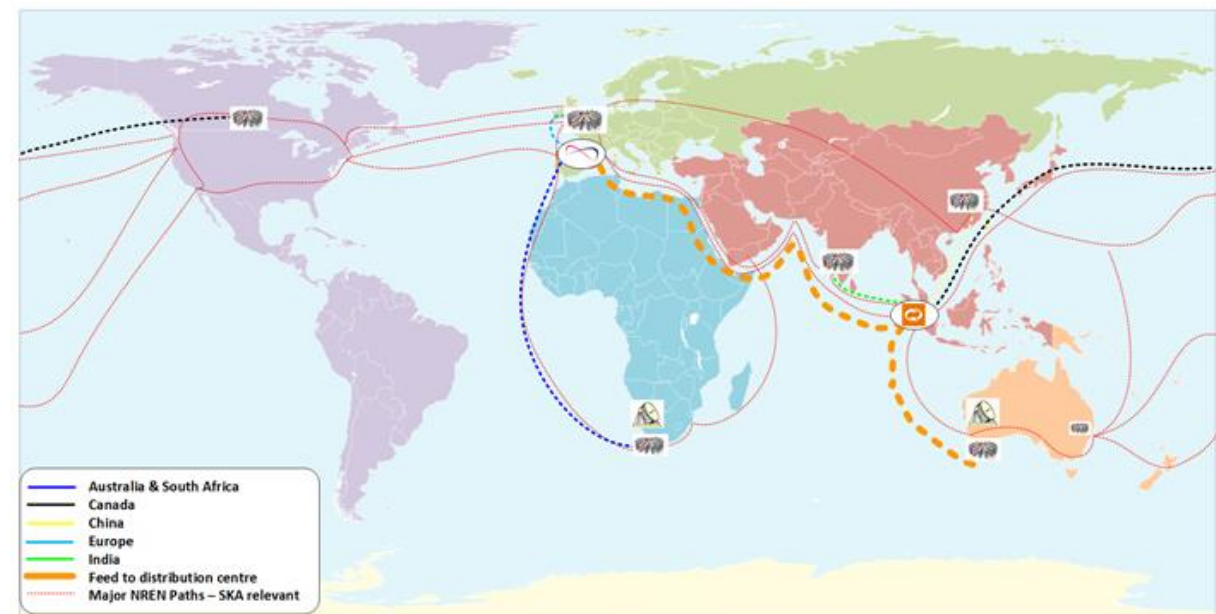 Australia & South Africa
Canada
China
Europe
India
Feed to distribution centre
Major NREN Paths – SKA relevant